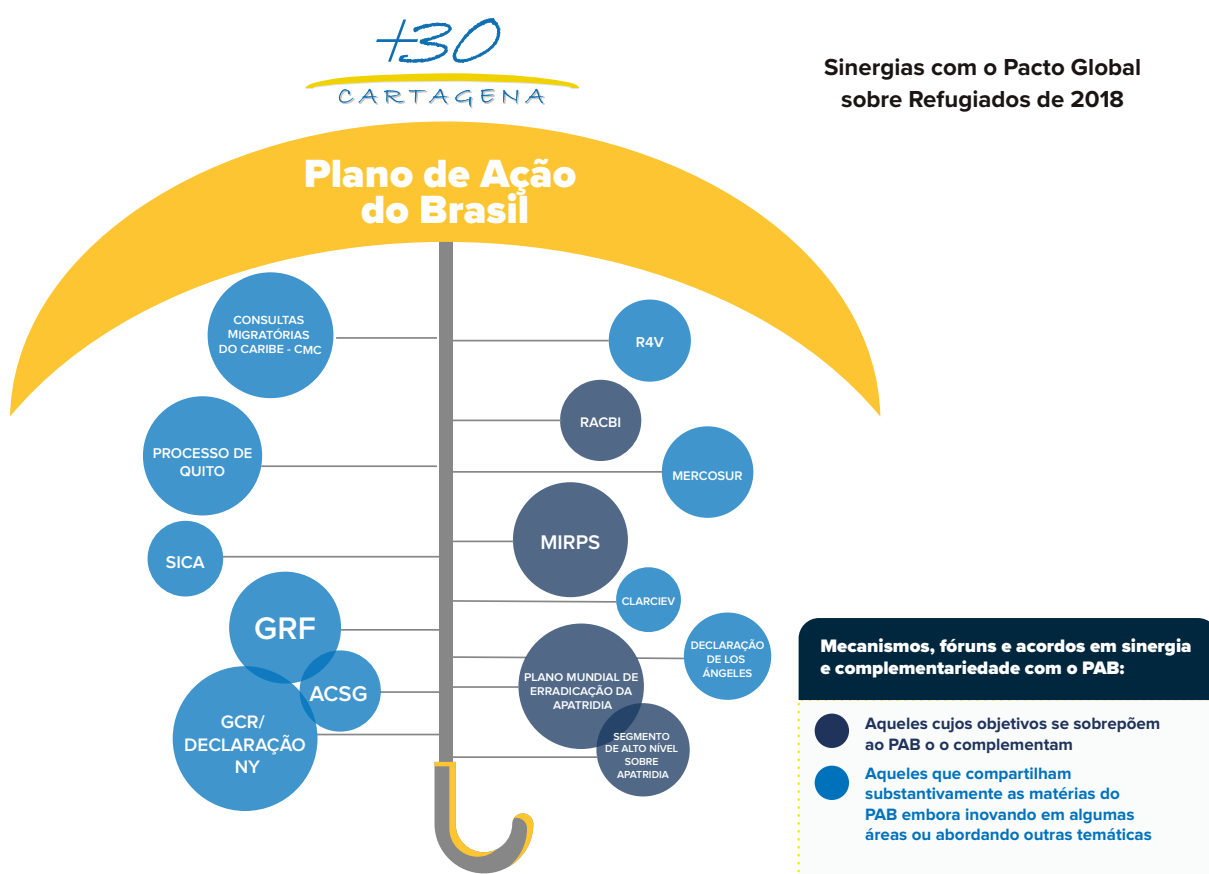 +30
CARTAGENA
Sinergias com o Pacto Global
sobre Refugiados de 2018
Plano de Ação
do Brasil
CONSULTAS
MIGRATÓRIAS
DO CARIBE - CMC
PROCESSO DE
QUITO
SICA
GRF
ACSG
GCR/
DECLARAÇÃO
NY
R4V
RACBI
MERCOSUR
MIRPS
CLARCIEV
DECLARAÇÃO
DE LOS
ÁNGELES
PLANO MUNDIAL DE
ERRADICAÇÃO DA
APATRIDIA
SEGMENTO
DE ALTO NÍVEL
SOBRE
APATRIDIA
Mecanismos, fóruns e acordos em sinergia
e complementariedade com o PAB:
Aqueles cujos objetivos se sobrepõem
ao PAB o o complementam
Aqueles que compartilham
substantivamente as matérias do
PAB embora inovando em algumas
áreas ou abordando outras temáticas